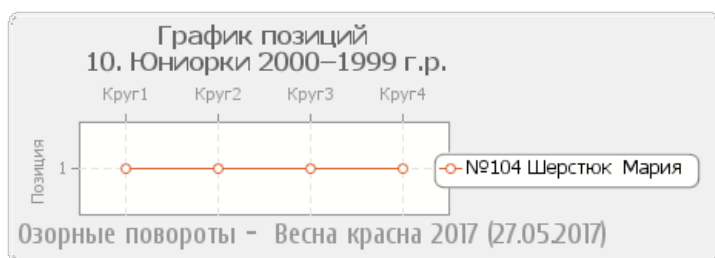 График позиций
10. Юниорки 2000–1999 г.р.
Круг1 Круг2 Круг3 Круг4
Позиция
1
№104 Шерстюк Мария
Озорные повороты - Весна красна 2017 (27.05.2017)